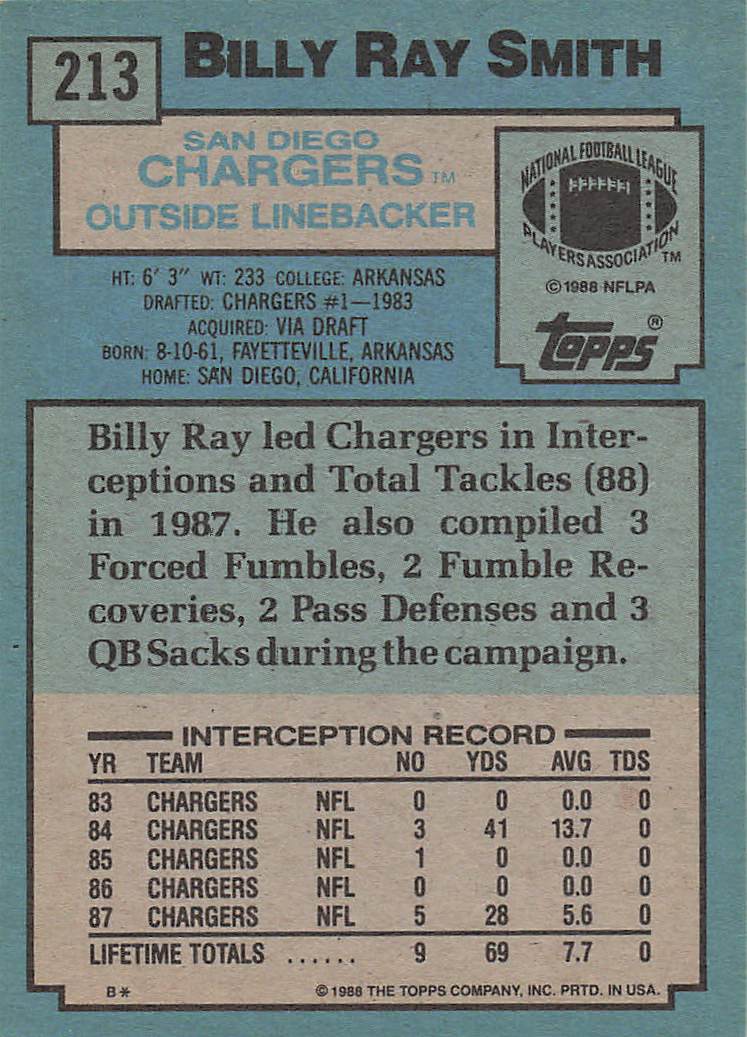 213
BILLY RAY SMITH
SAN DIEGO
CHARGERS TM
OUTSIDE LINEBACKER
NATIONAL FOOTBALL LEAGUE
PLAYERS ASSOCIATION TM
©1988 NFLPA
topps ®
HT: 6' 3" WT: 233 COLLEGE: ARKANSAS
DRAFTED: CHARGERS #1—1983
ACQUIRED: VIA DRAFT
BORN: 8-10-61, FAYETTEVILLE, ARKANSAS
HOME: SAN DIEGO, CALIFORNIA
Billy Ray led Chargers in Inter-
ceptions and Total Tackles (88)
in 1987. He also compiled 3
Forced Fumbles, 2 Fumble Re-
coveries, 2 Pass Defenses and 3
QB Sacks during the campaign.
INTERCEPTION RECORD
YR TEAM NO YDS AVG TDS
83 CHARGERS NFL 0 0 0.0 0
84 CHARGERS NFL 3 41 13.7 0
85 CHARGERS NFL 1 0 0.0 0
86 CHARGERS NFL 0 0 0.0 0
87 CHARGERS NFL 5 28 5.6 0
LIFETIME TOTALS ...... 9 69 7.7 0
B* ©1988 THE TOPPS COMPANY, INC. PRTD. IN USA.